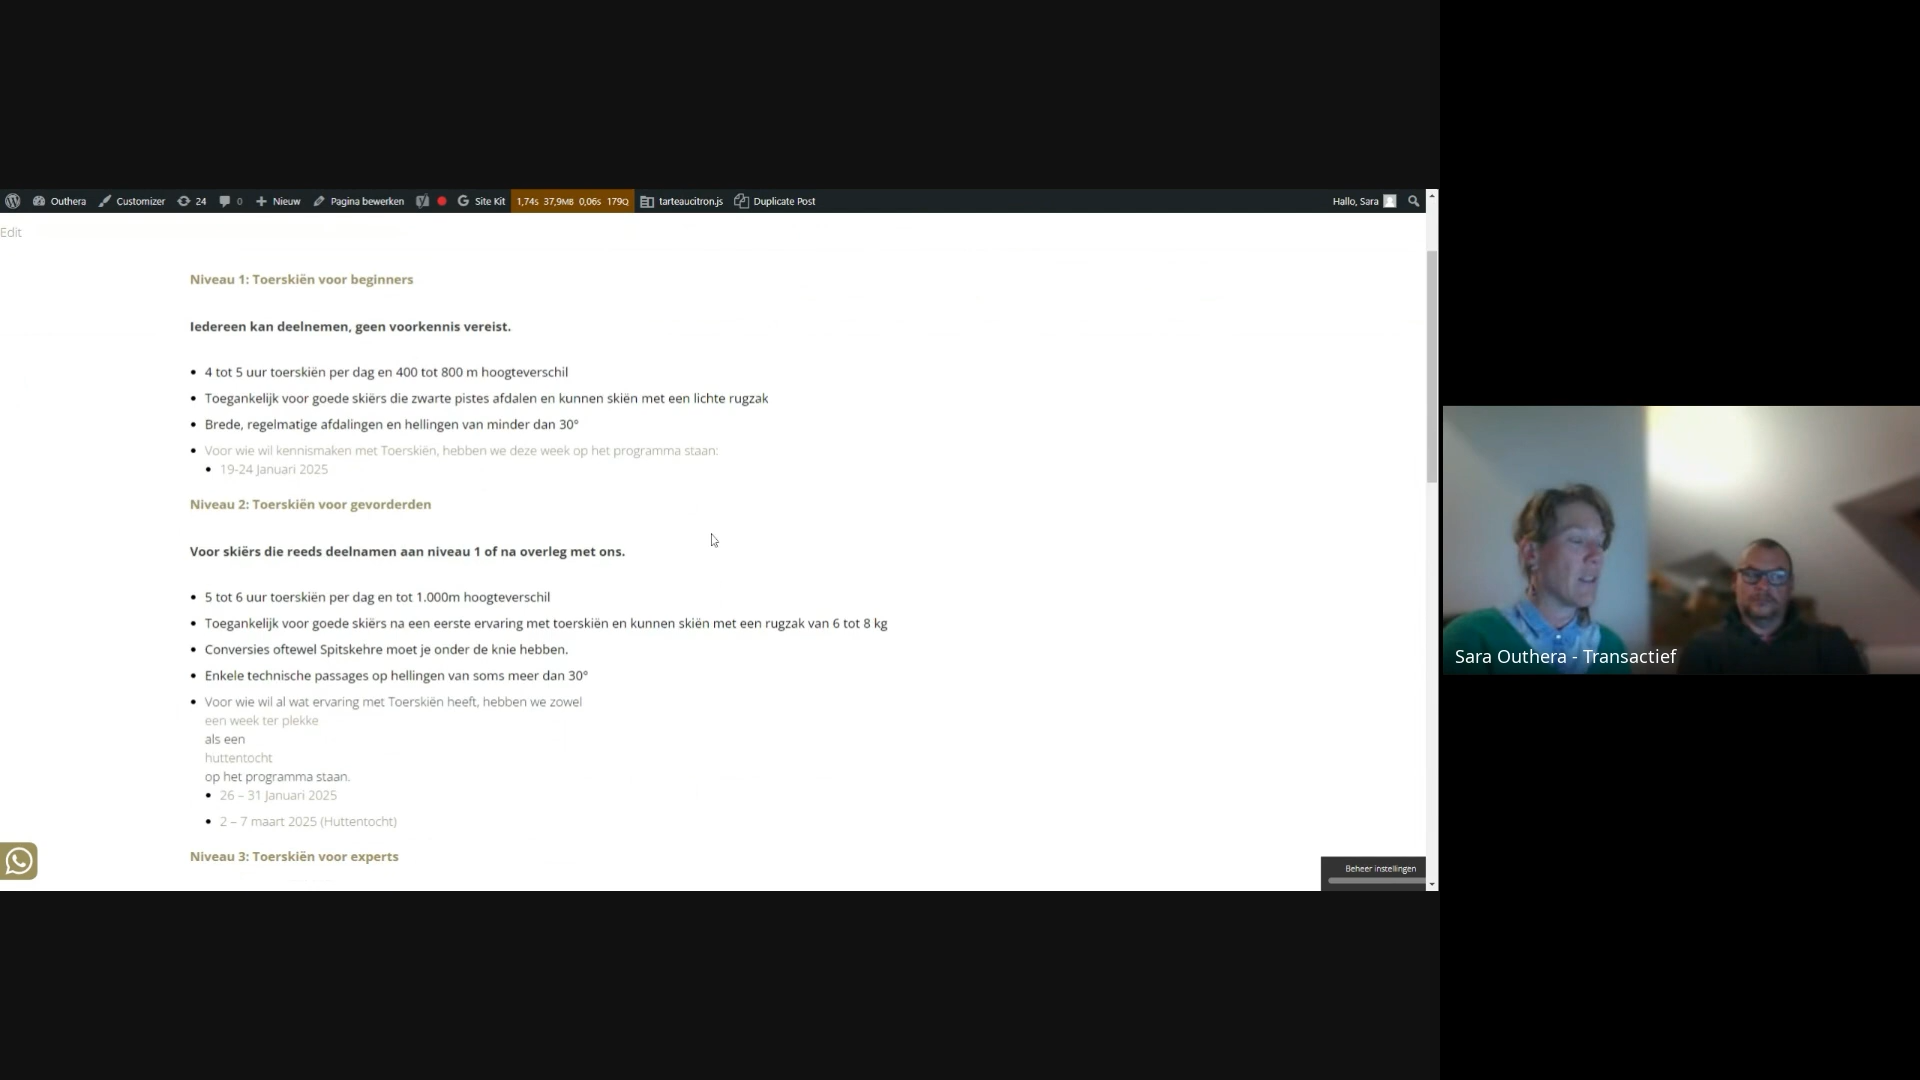 Outhera Customizer 24 0 Nieuw Pagina bewerken Site Kit 1,74s 37,9MB 0,06s 179Q tarteaucitron.js Duplicate Post Hallo, Sara
Edit
Niveau 1: Toerskiën voor beginners
Iedereen kan deelnemen, geen voorkennis vereist.
4 tot 5 uur toerskiën per dag en 400 tot 800 m hoogteverschil
Toegankelijk voor goede skiërs die zwarte pistes afdalen en kunnen skiën met een lichte rugzak
Brede, regelmatige afdalingen en hellingen van minder dan 30°
Voor wie wil kennismaken met Toerskiën, hebben we deze week op het programma staan:
19-24 Januari 2025
Niveau 2: Toerskiën voor gevorderden
Voor skiërs die reeds deelnamen aan niveau 1 of na overleg met ons.
5 tot 6 uur toerskiën per dag en tot 1.000m hoogteverschil
Toegankelijk voor goede skiërs na een eerste ervaring met toerskiën en kunnen skiën met een rugzak van 6 tot 8 kg
Conversies oftewel Spitskehre moet je onder de knie hebben.
Enkele technische passages op hellingen van soms meer dan 30°
Voor wie wil al wat ervaring met Toerskiën heeft, hebben we zowel
een week ter plekke
als een
huttentocht
op het programma staan.
26 – 31 Januari 2025
2 – 7 maart 2025 (Huttentocht)
Niveau 3: Toerskiën voor experts
Beheer instellingen
Sara Outhera - Transactief